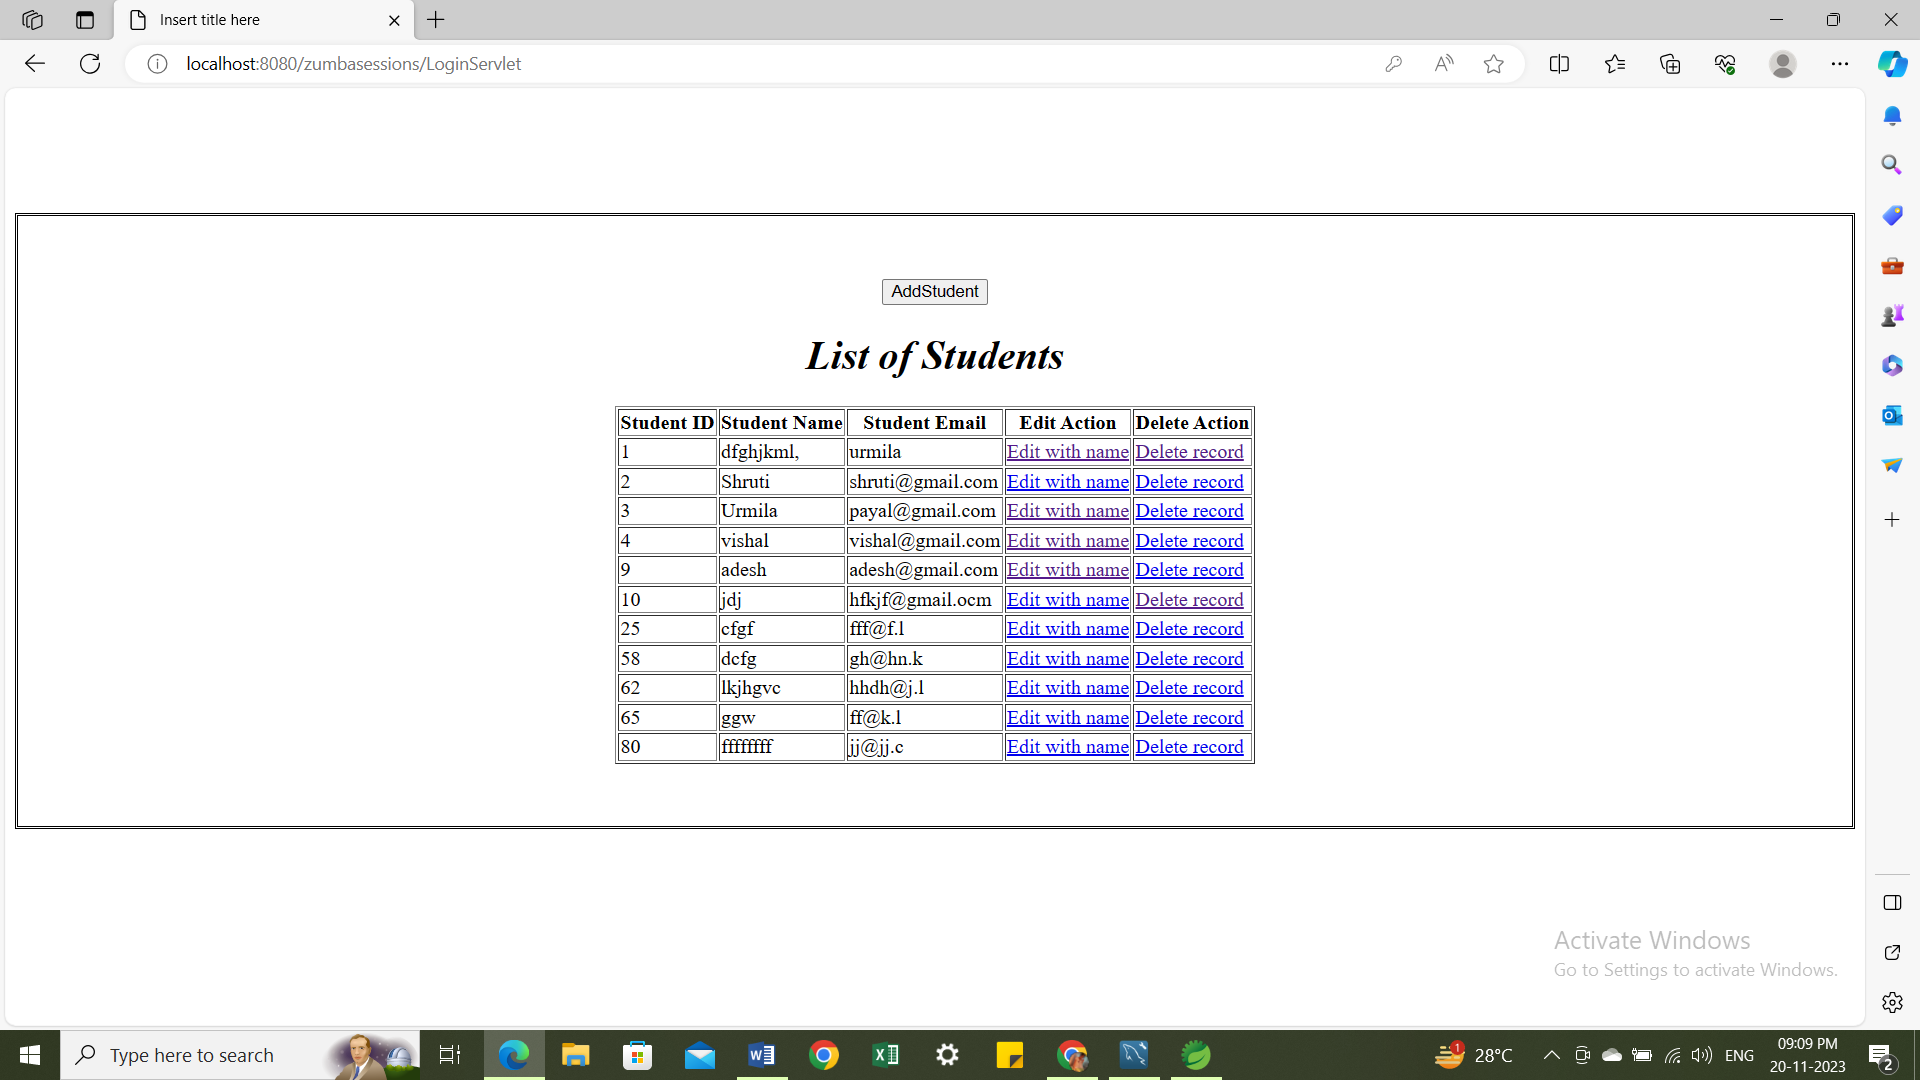 Insert title here
localhost:8080/zumbasessions/LoginServlet
AddStudent
List of Students
Student ID Student Name Student Email Edit Action Delete Action
1 dfghjkml, urmila Edit with name Delete record
2 Shruti shruti@gmail.com Edit with name Delete record
3 Urmila payal@gmail.com Edit with name Delete record
4 vishal vishal@gmail.com Edit with name Delete record
9 adesh adesh@gmail.com Edit with name Delete record
10 jdj hfkjf@gmail.ocm Edit with name Delete record
25 cfgf fff@f.l Edit with name Delete record
58 dcfg gh@hn.k Edit with name Delete record
62 lkjhgvc hhdh@j.l Edit with name Delete record
65 ggw ff@k.l Edit with name Delete record
80 ffffffff jj@jj.c Edit with name Delete record
Activate Windows
Go to Settings to activate Windows.
Type here to search
1
28°C
ENG
09:09 PM
20-11-2023
2